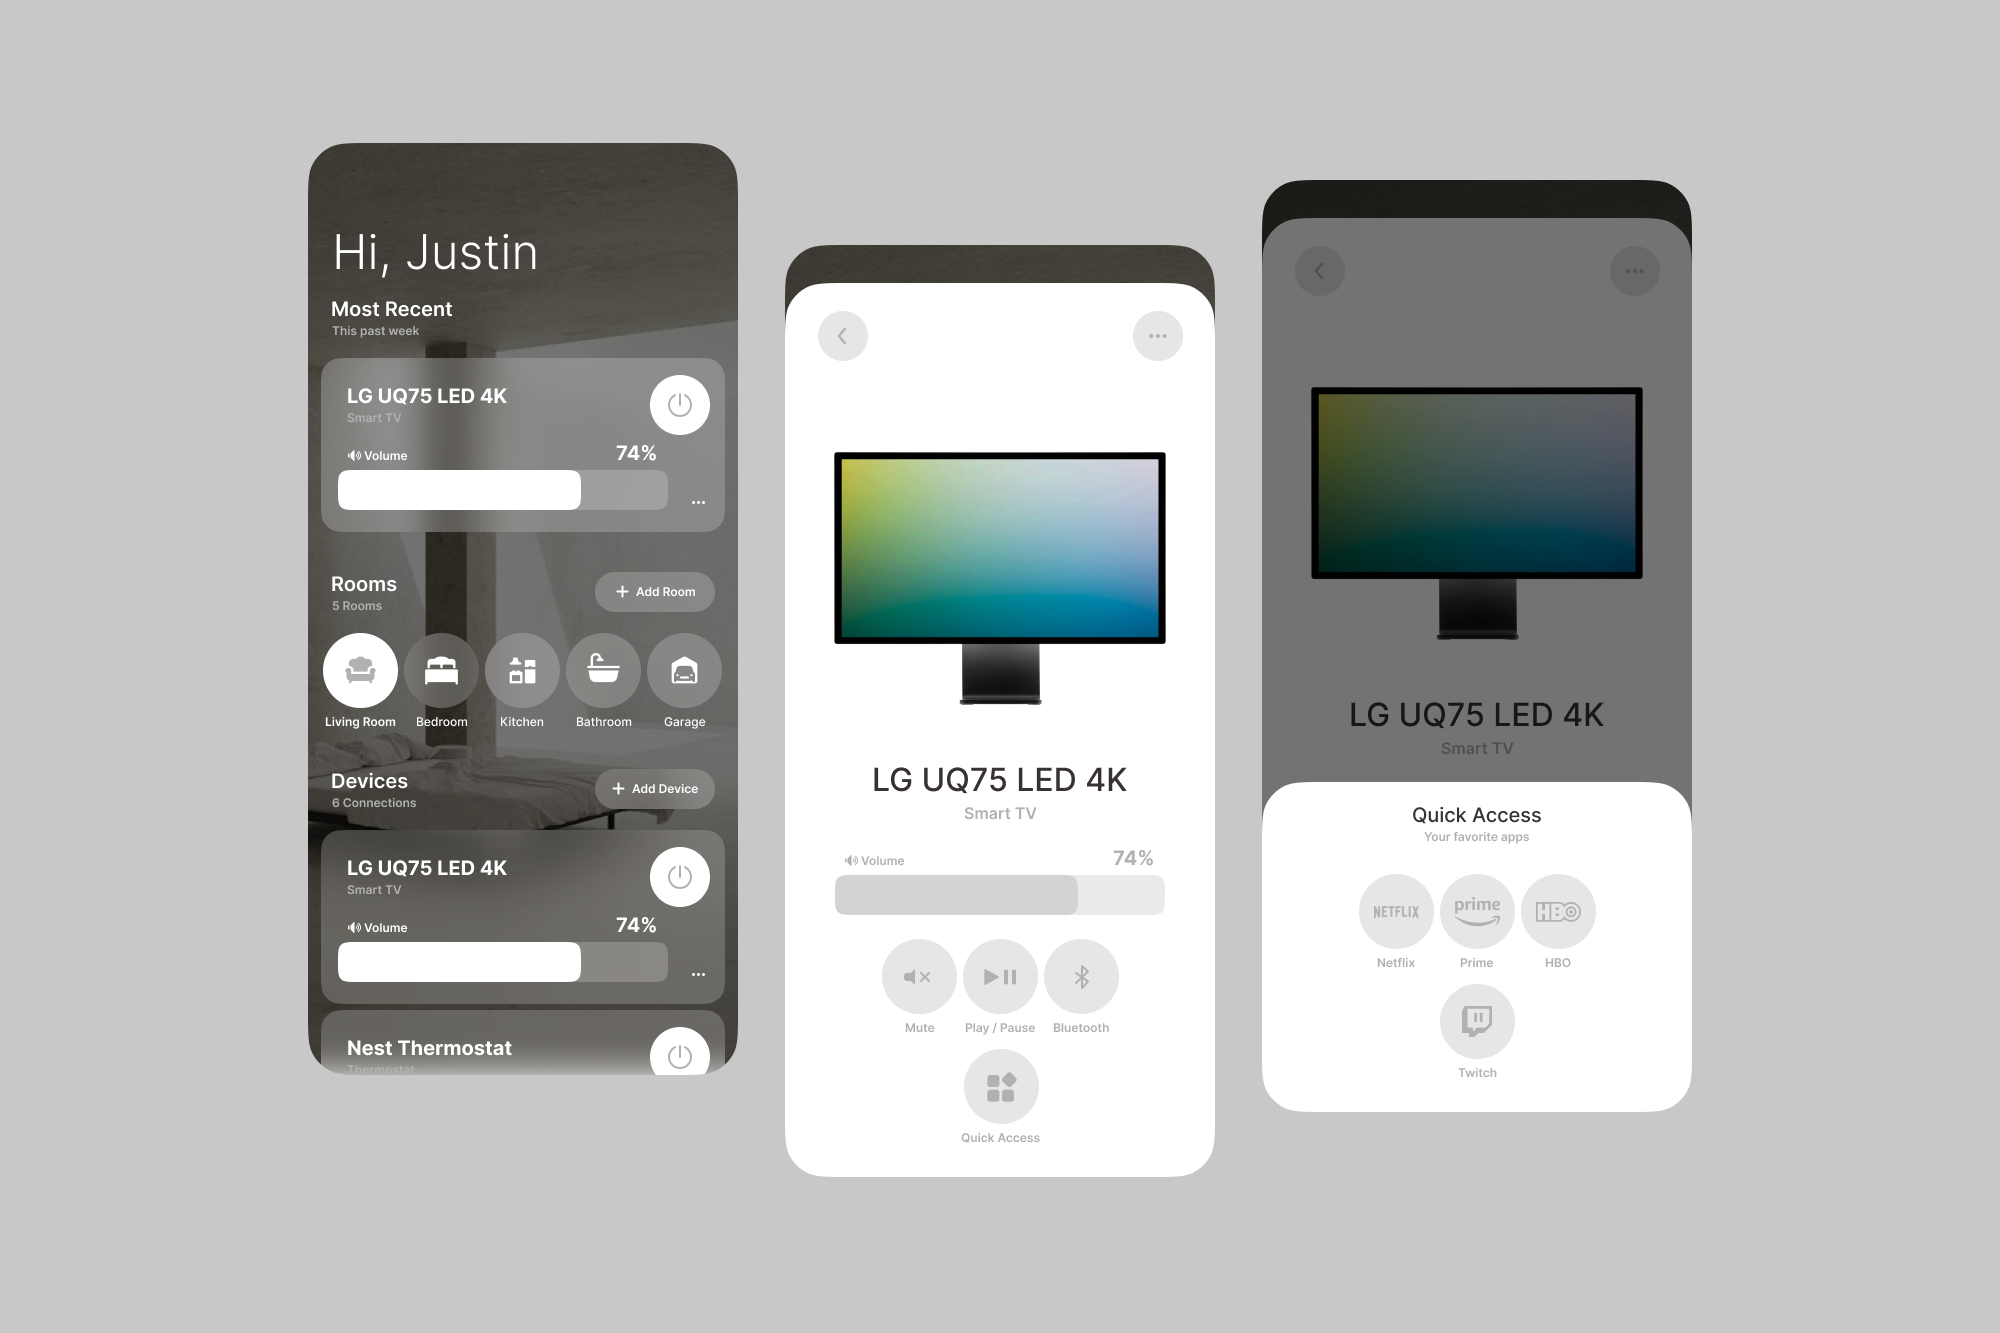 Hi, Justin
Most Recent
This past week
LG UQ75 LED 4K
Smart TV
Volume
74%
Rooms
5 Rooms
Add Room
Living Room
Bedroom
Kitchen
Bathroom
Garage
Devices
6 Connections
Add Device
LG UQ75 LED 4K
Smart TV
Volume
74%
Nest Thermostat
Thermostat
LG UQ75 LED 4K
Smart TV
Volume
74%
Mute
Play / Pause
Bluetooth
Quick Access
LG UQ75 LED 4K
Smart TV
Quick Access
Your favorite apps
NETFLIX
prime
HBO
Netflix
Prime
HBO
Twitch